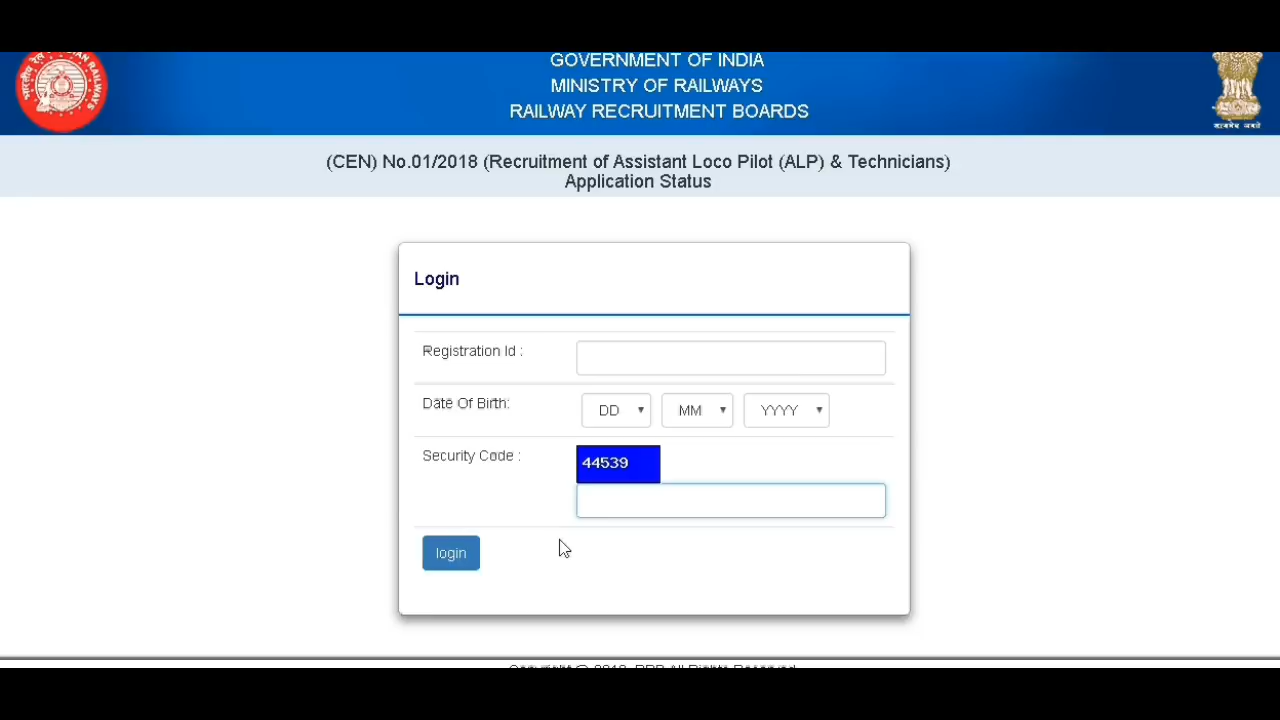 GOVERNMENT OF INDIA
MINISTRY OF RAILWAYS
RAILWAY RECRUITMENT BOARDS
(CEN) No.01/2018 (Recruitment of Assistant Loco Pilot (ALP) & Technicians)
Application Status
Login
Registration Id :
Date Of Birth:
DD
MM
YYYY
Security Code :
44539
login